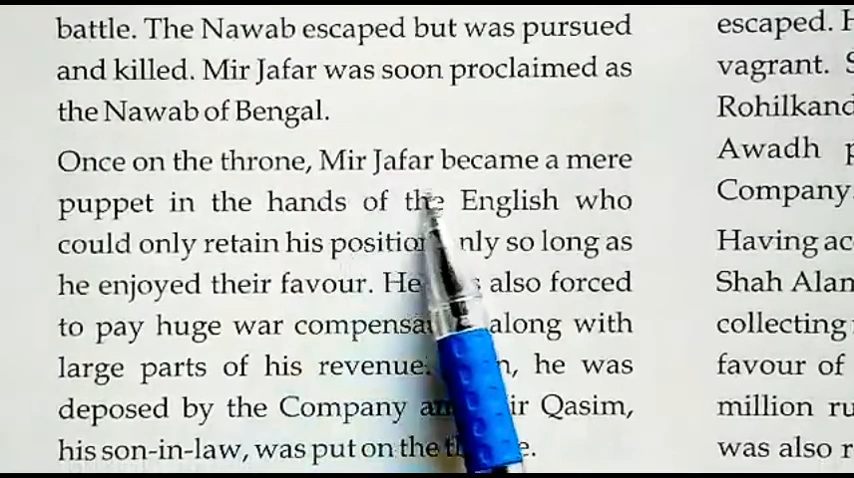 battle. The Nawab escaped but was pursued
and killed. Mir Jafar was soon proclaimed as
the Nawab of Bengal.
Once on the throne, Mir Jafar became a mere
puppet in the hands of the English who
could only retain his position only so long as
he enjoyed their favour. He also forced
to pay huge war compensation along with
large parts of his revenue. he was
deposed by the Company and Mir Qasim,
his son-in-law, was put on the throne.
escaped.
vagrant.
Rohilkand
Awadh
Company
Having
Shah Alam
collecting
favour of
million
was also